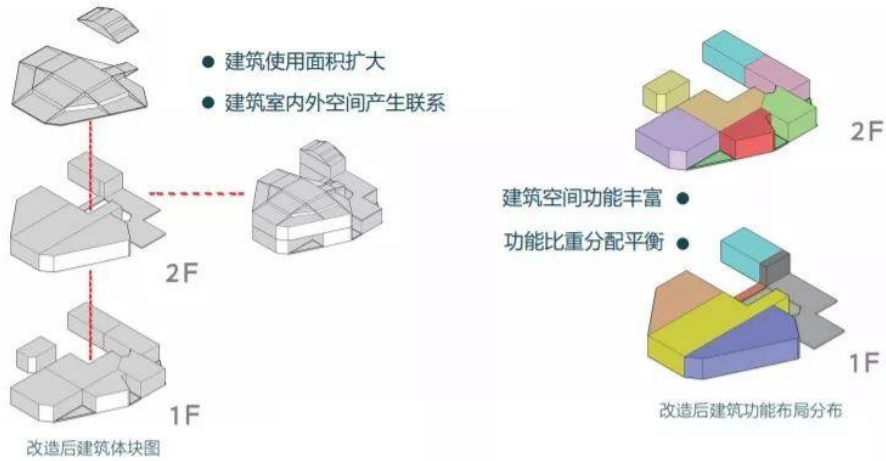 建筑使用面积扩大
建筑室内外空间产生联系
2F
1F
改造后建筑体块图
2F
建筑空间功能丰富
功能比重分配平衡
1F
改造后建筑功能布局分布